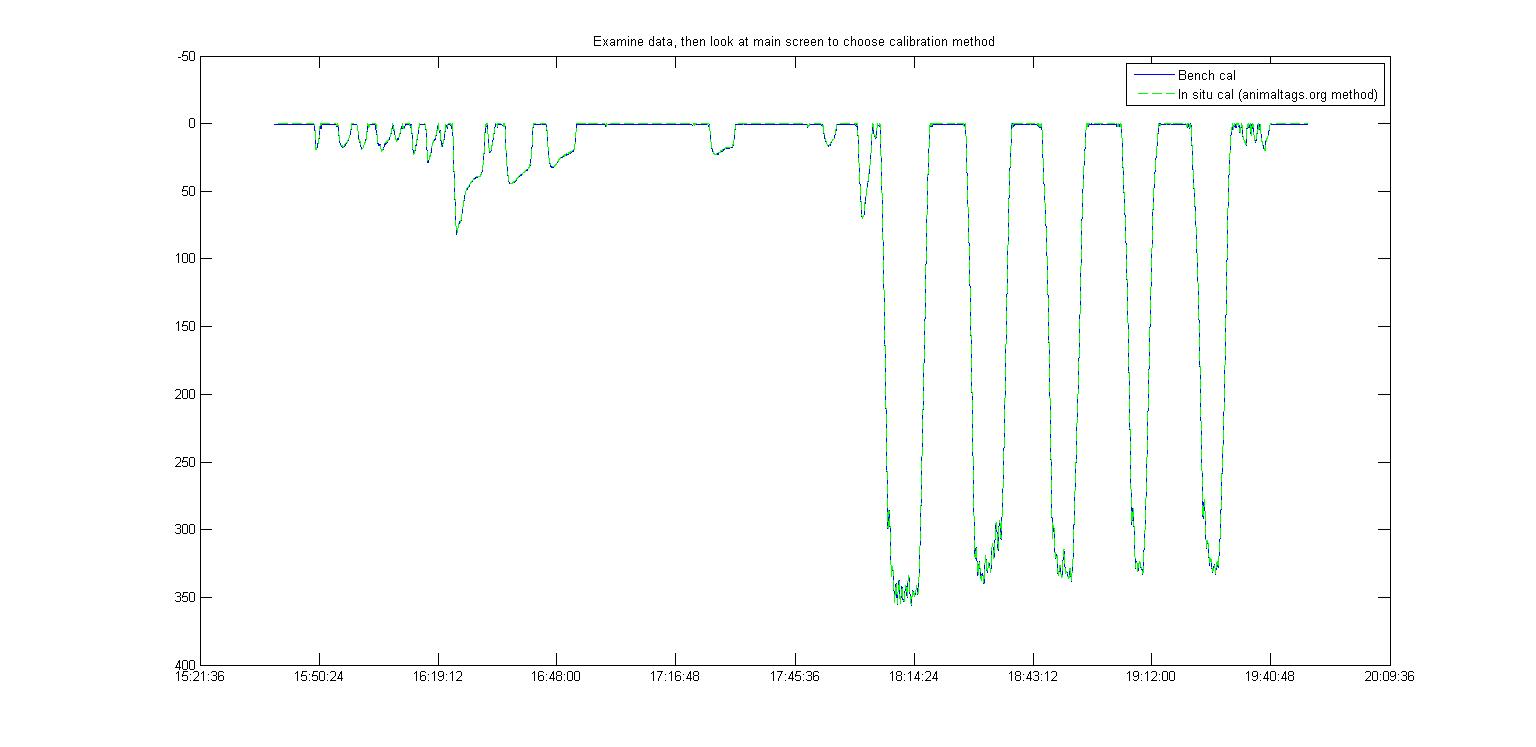 Examine data, then look at main screen to choose calibration method
Bench cal
In situ cal (animaltags.org method)
-50
0
50
100
150
200
250
300
350
400
15:21:36 15:50:24 16:19:12 16:48:00 17:16:48 17:45:36 18:14:24 18:43:12 19:12:00 19:40:48 20:09:36